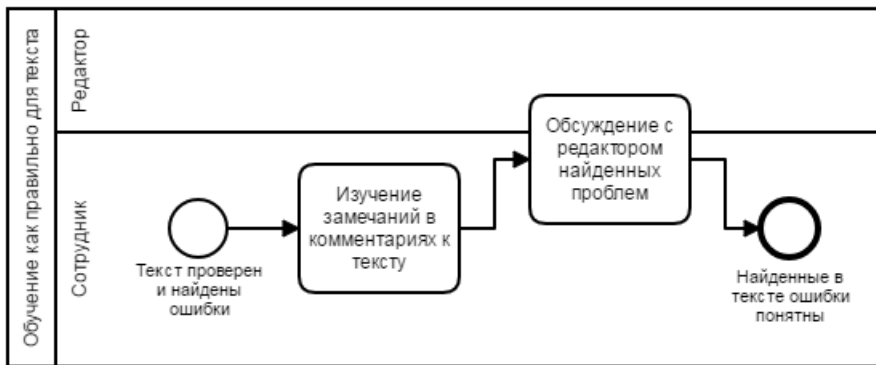 Обучение как правильно для текста
Редактор
Сотрудник
Текст проверен
и найдены
ошибки
Изучение
замечаний в
комментариях к
тексту
Обсуждение с
редактором
найденных
проблем
Найденные в
тексте ошибки
понятны